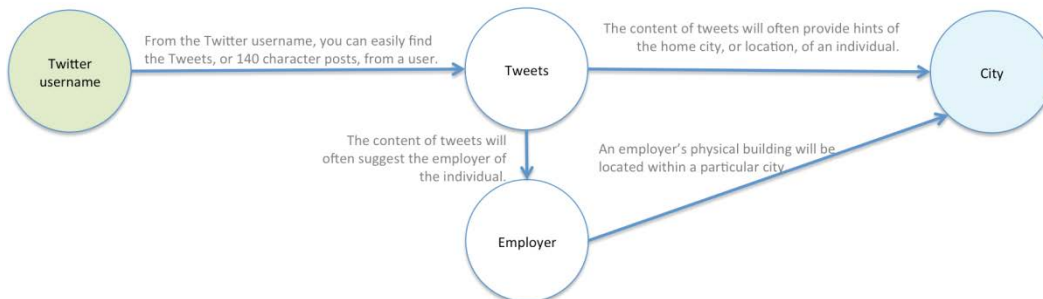 Twitter
username
From the Twitter username, you can easily find
the Tweets, or 140 character posts, from a user.
Tweets
The content of tweets will often provide hints of
the home city, or location, of an individual.
City
The content of tweets will
often suggest the employer of
the individual.
An employer's physical building will be
located within a particular city
Employer